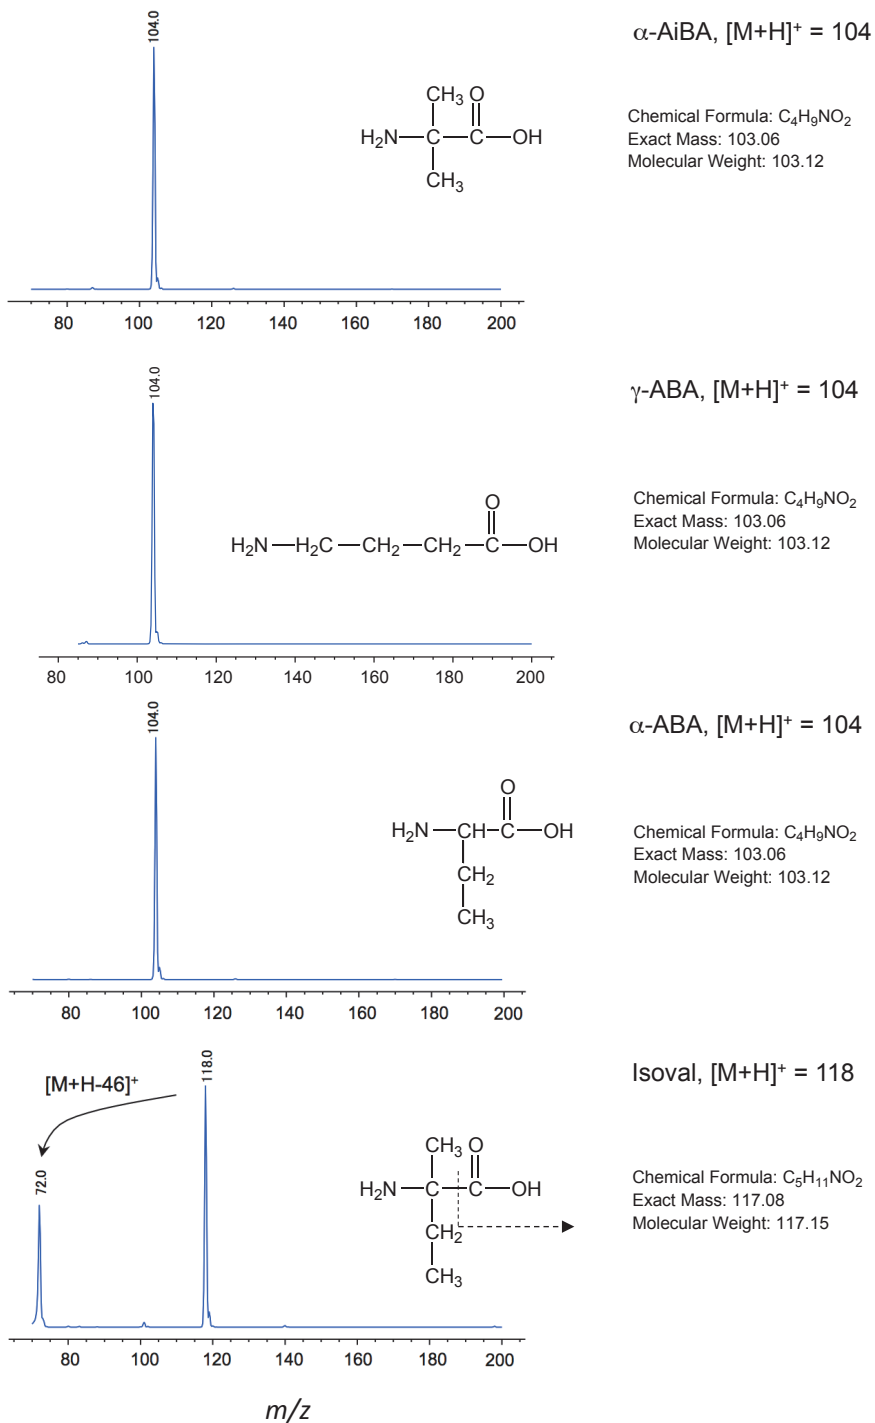 104.0
α-AiBA, [M+H]⁺ = 104
CH₃ O
H₂N C C OH
CH₃
Chemical Formula: C₄H₉NO₂
Exact Mass: 103.06
Molecular Weight: 103.12
80 100 120 140 160 180 200
104.0
γ-ABA, [M+H]⁺ = 104
O
H₂N H₂C CH₂ CH₂ C OH
Chemical Formula: C₄H₉NO₂
Exact Mass: 103.06
Molecular Weight: 103.12
80 100 120 140 160 180 200
104.0
α-ABA, [M+H]⁺ = 104
O
H₂N CH C OH
CH₂
CH₃
Chemical Formula: C₄H₉NO₂
Exact Mass: 103.06
Molecular Weight: 103.12
80 100 120 140 160 180 200
[M+H-46]⁺
72.0
118.0
Isoval, [M+H]⁺ = 118
CH₃ O
H₂N C C OH
CH₂
CH₃
Chemical Formula: C₅H₁₁NO₂
Exact Mass: 117.08
Molecular Weight: 117.15
80 100 120 140 160 180 200
m/z